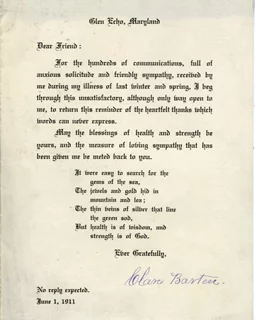 Glen Echo, Maryland
Dear Friend:
For the hundreds of communications, full of
anxious solicitude and friendly sympathy, received by
me during my illness of last winter and spring, I beg
through this unsatisfactory, although only way open to
me, to return this reminder of the heartfelt thanks which
words can never express.
May the blessings of health and strength be
yours, and the measure of loving sympathy that has
been given me be meted back to you.
It were easy to search for the
gems of the sea,
The jewels and gold hid in
mountain and lea;
The thin veins of silver that line
the green sod,
But health is of wisdom, and
strength is of God.
Ever Gratefully,
Clara Barton.
No reply expected.
June 1, 1911